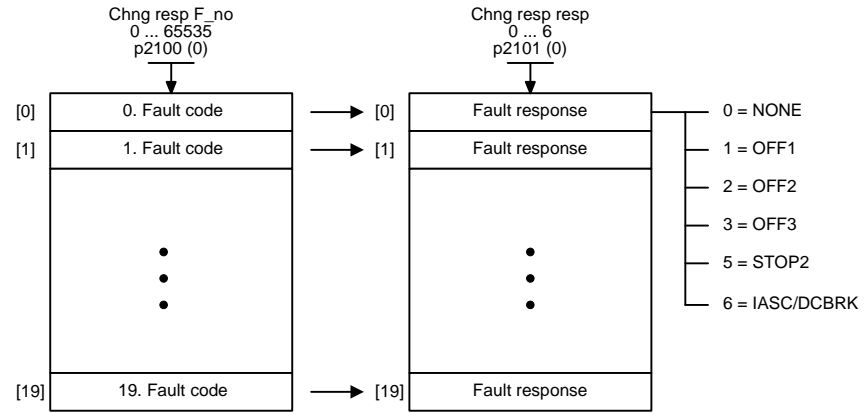 Chng resp F_no
0 ... 65535
p2100 (0)
Chng resp resp
0 ... 6
p2101 (0)
[0] 0. Fault code [0] Fault response 0 = NONE
[1] 1. Fault code [1] Fault response 1 = OFF1
2 = OFF2
3 = OFF3
5 = STOP2
6 = IASC/DCBRK
[19] 19. Fault code [19] Fault response